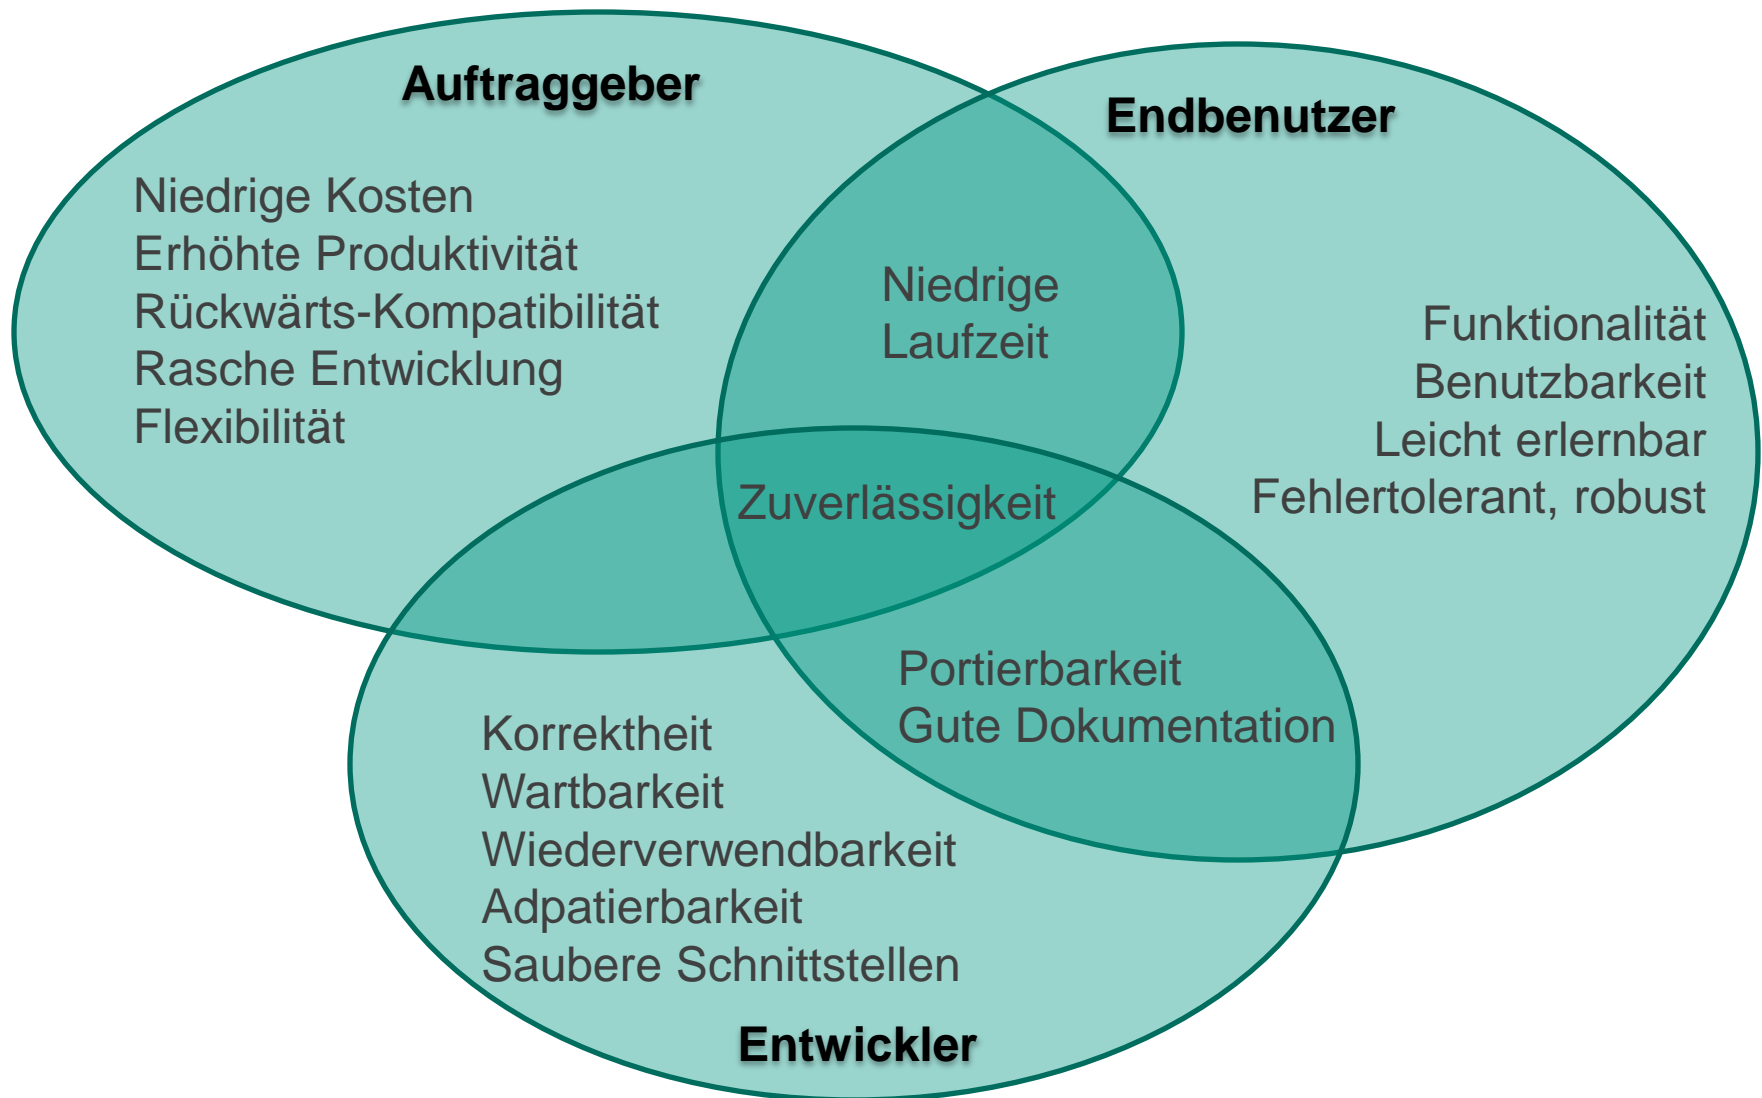 Auftraggeber
Niedrige Kosten
Erhöhte Produktivität
Rückwärts-Kompatibilität
Rasche Entwicklung
Flexibilität
Endbenutzer
Niedrige
Laufzeit
Funktionalität
Benutzbarkeit
Leicht erlernbar
Fehlertolerant, robust
Zuverlässigkeit
Portierbarkeit
Gute Dokumentation
Korrektheit
Wartbarkeit
Wiederverwendbarkeit
Adpatierbarkeit
Saubere Schnittstellen
Entwickler